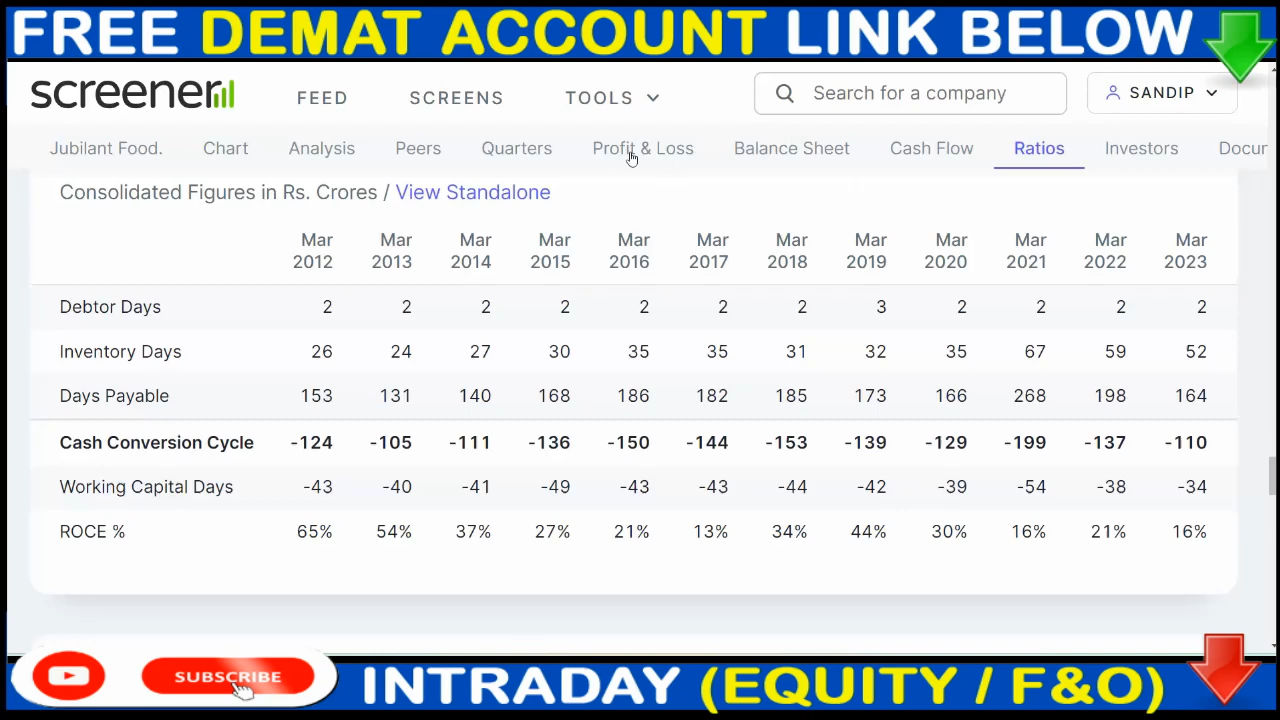 FREE DEMAT ACCOUNT LINK BELOW
screener FEED SCREENS TOOLS Search for a company SANDIP
Jubilant Food. Chart Analysis Peers Quarters Profit & Loss Balance Sheet Cash Flow Ratios Investors Docur
Consolidated Figures in Rs. Crores / View Standalone
Mar Mar Mar Mar Mar Mar Mar Mar Mar Mar Mar Mar
2012 2013 2014 2015 2016 2017 2018 2019 2020 2021 2022 2023
Debtor Days 2 2 2 2 2 2 2 3 2 2 2 2
Inventory Days 26 24 27 30 35 35 31 32 35 67 59 52
Days Payable 153 131 140 168 186 182 185 173 166 268 198 164
Cash Conversion Cycle -124 -105 -111 -136 -150 -144 -153 -139 -129 -199 -137 -110
Working Capital Days -43 -40 -41 -49 -43 -43 -44 -42 -39 -54 -38 -34
ROCE % 65% 54% 37% 27% 21% 13% 34% 44% 30% 16% 21% 16%
SUBSCRIBE
INTRADAY (EQUITY / F&O)